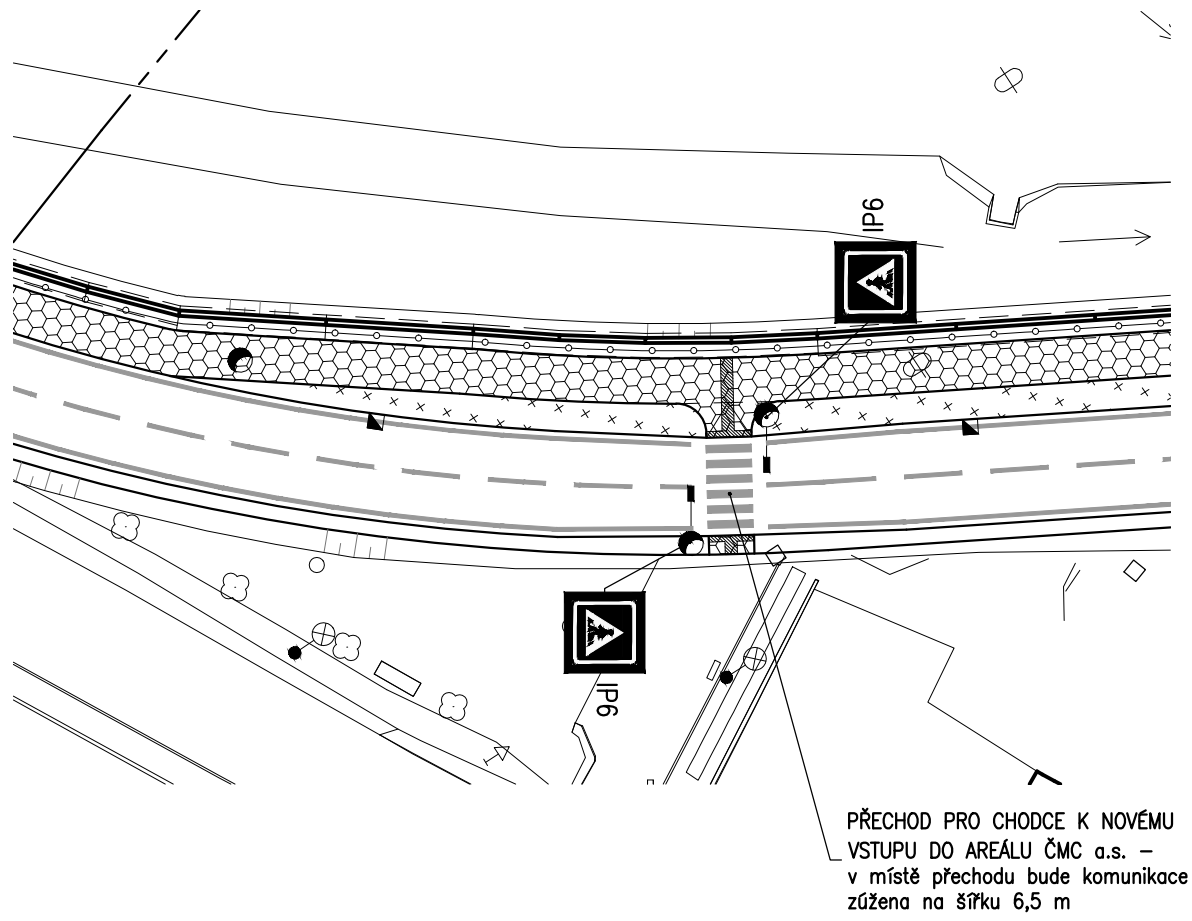 IP6
IP6
PŘECHOD PRO CHODCE K NOVÉMU
VSTUPU DO AREÁLU ČMC a.s. –
v místě přechodu bude komunikace
zúžena na šířku 6,5 m